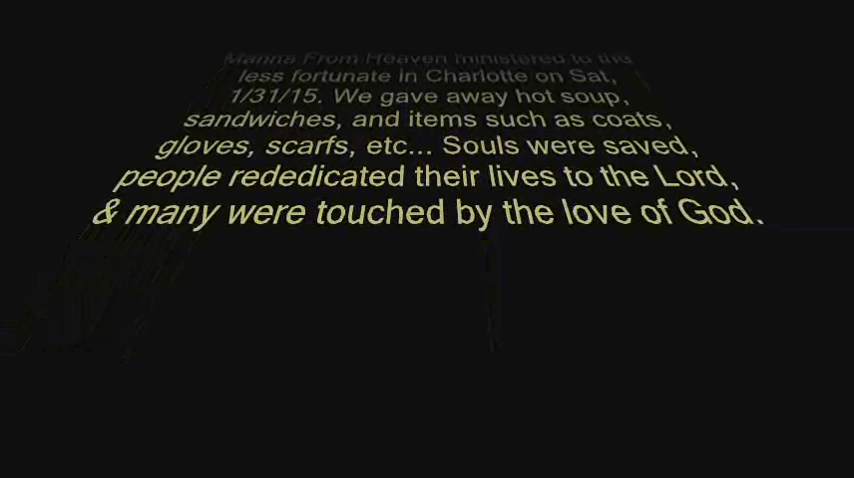 Manna From Heaven ministered to the
less fortunate in Charlotte on Sat,
1/31/15. We gave away hot soup,
sandwiches, and items such as coats,
gloves, scarfs, etc... Souls were saved,
people rededicated their lives to the Lord,
& many were touched by the love of God.